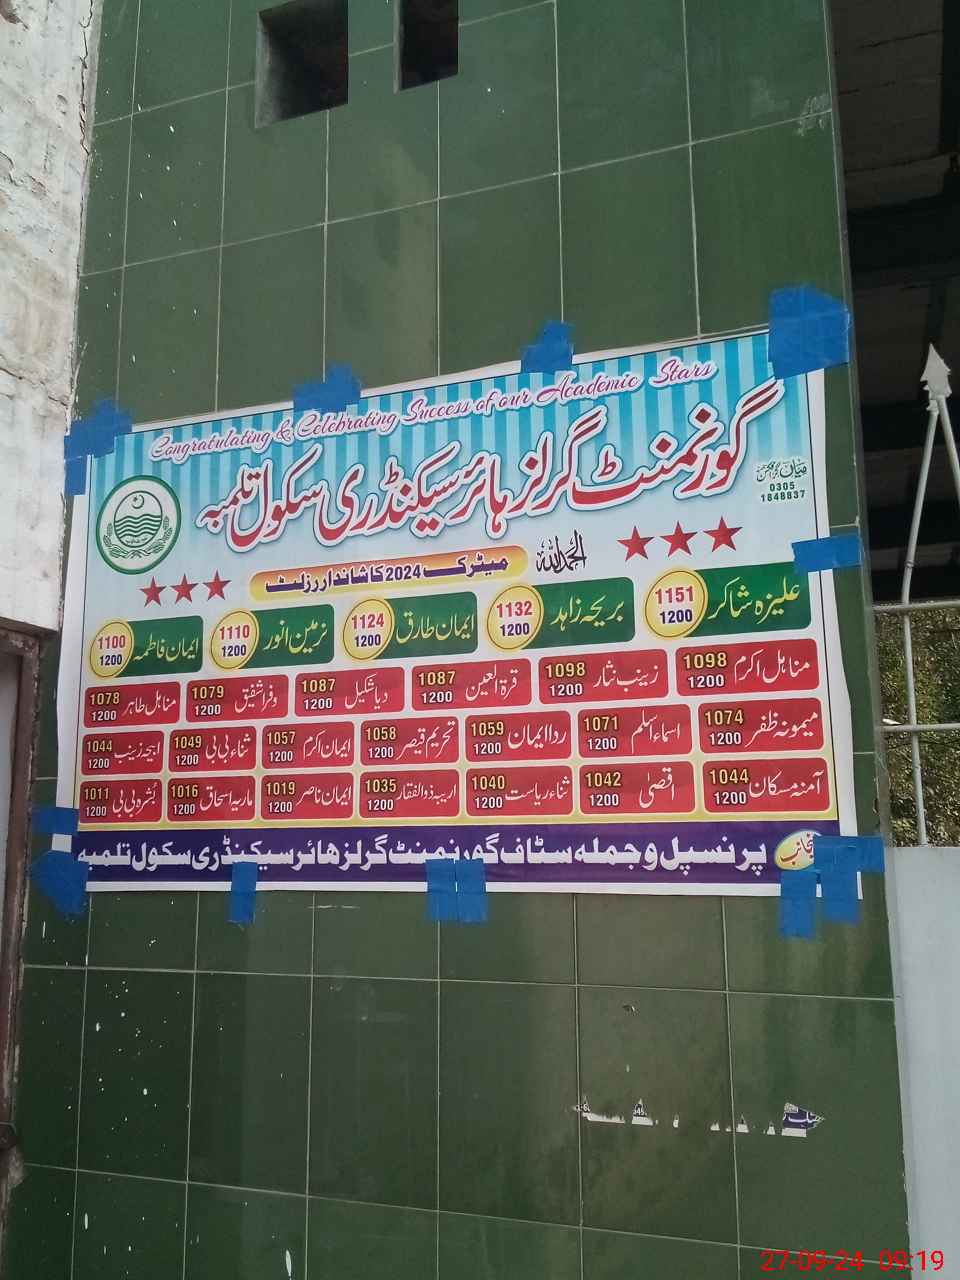 Congratulating & Celebrating Success of our Academic Stars
گورنمنٹ گرلز ہائر سیکنڈری سکول تلمبہ
0305
1848837
الحمد اللہ
میٹرک 2024 کا شاندار رزلٹ
علیزہ شاکر 1151 1200
بریحہ زاہد 1132 1200
ایمان طارق 1124 1200
نرمین انور 1110 1200
ایمان فاطمہ 1100 1200
مناہل اکرم 1098 1200
زینب نثار 1098 1200
قرۃ العین 1087 1200
دیا شکیل 1087 1200
وفرا شفیق 1079 1200
مناہل طاہر 1078 1200
میمونہ ظفر 1074 1200
اسماء اسلم 1071 1200
ردا ایمان 1059 1200
تحریم قیصر 1058 1200
ایمان اکرم 1057 1200
ثناء بی بی 1049 1200
ابیحہ زینب 1044 1200
آمنہ مسکان 1044 1200
اقصیٰ 1042 1200
ثناء ریاست 1040 1200
اریبہ ذوالفقار 1035 1200
ایمان ناصر 1019 1200
ماریہ اسحاق 1016 1200
بُشرہ بی بی 1011 1200
پرنسپل و جملہ سٹاف گورنمنٹ گرلز ہائر سیکنڈری سکول تلمبہ
27-09-24 09:19